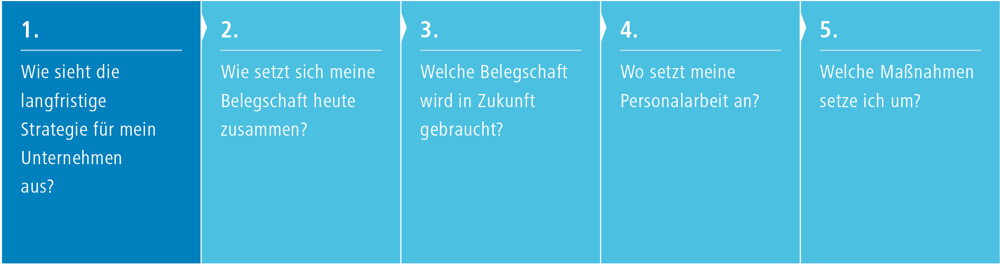 1.
Wie sieht die
langfristige
Strategie für mein
Unternehmen
aus?
2.
Wie setzt sich meine
Belegschaft heute
zusammen?
3.
Welche Belegschaft
wird in Zukunft
gebraucht?
4.
Wo setzt meine
Personalarbeit an?
5.
Welche Maßnahmen
setze ich um?